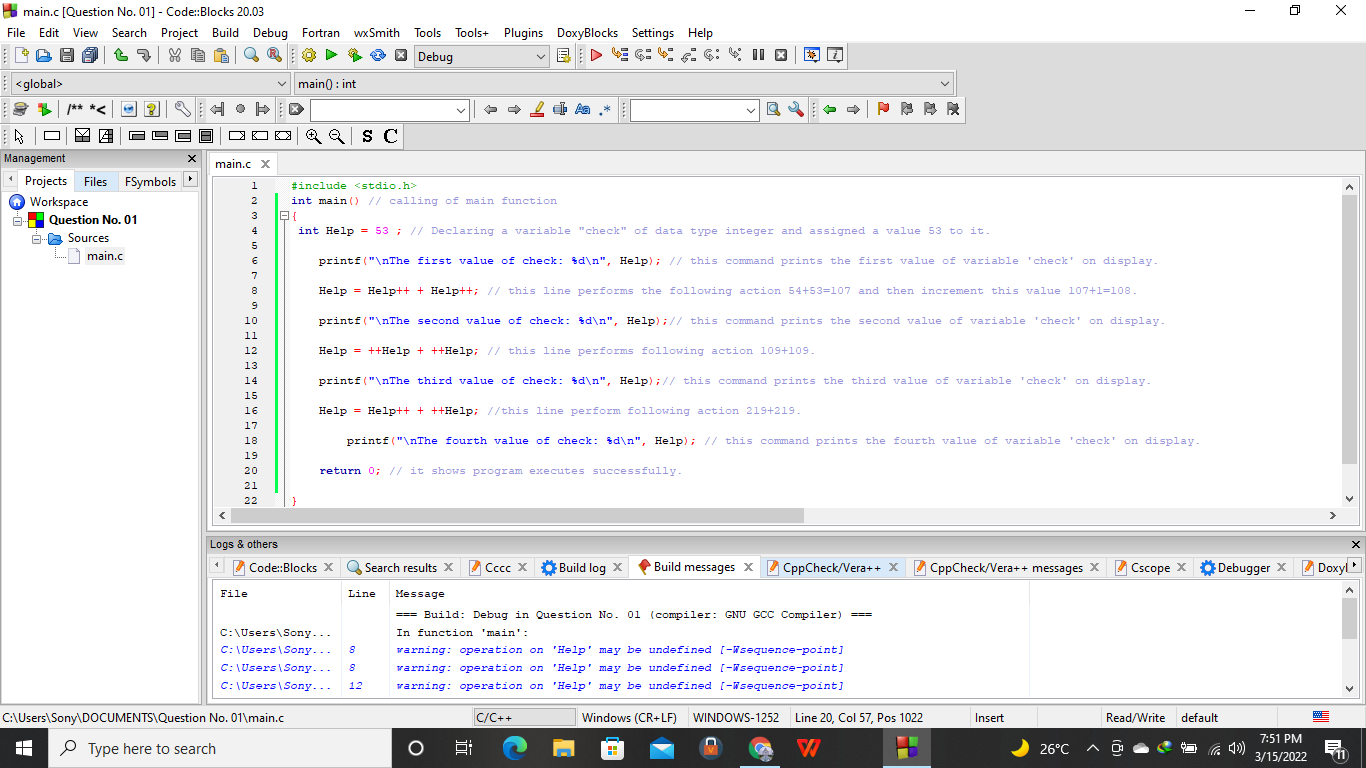 main.c [Question No. 01] - Code::Blocks 20.03
File Edit View Search Project Build Debug Fortran wxSmith Tools Tools+ Plugins DoxyBlocks Settings Help
Debug
<global> main() : int
/** *<
Aa .*
S C
Management
main.c
Projects Files FSymbols
Workspace
Question No. 01
Sources
main.c
1 #include <stdio.h>
2 int main() // calling of main function
3 {
4 int Help = 53 ; // Declaring a variable "check" of data type integer and assigned a value 53 to it.
5
6 printf("\nThe first value of check: %d\n", Help); // this command prints the first value of variable 'check' on display.
7
8 Help = Help++ + Help++; // this line performs the following action 54+53=107 and then increment this value 107+1=108.
9
10 printf("\nThe second value of check: %d\n", Help);// this command prints the second value of variable 'check' on display.
11
12 Help = ++Help + ++Help; // this line performs following action 109+109.
13
14 printf("\nThe third value of check: %d\n", Help);// this command prints the third value of variable 'check' on display.
15
16 Help = Help++ + ++Help; //this line perform following action 219+219.
17
18 printf("\nThe fourth value of check: %d\n", Help); // this command prints the fourth value of variable 'check' on display.
19
20 return 0; // it shows program executes successfully.
21
22 }
Logs & others
Code::Blocks Search results Cccc Build log Build messages CppCheck/Vera++ CppCheck/Vera++ messages Cscope Debugger Doxyl
File Line Message
=== Build: Debug in Question No. 01 (compiler: GNU GCC Compiler) ===
C:\Users\Sony... In function 'main':
C:\Users\Sony... 8 warning: operation on 'Help' may be undefined [-Wsequence-point]
C:\Users\Sony... 8 warning: operation on 'Help' may be undefined [-Wsequence-point]
C:\Users\Sony... 12 warning: operation on 'Help' may be undefined [-Wsequence-point]
C:\Users\Sony\DOCUMENTS\Question No. 01\main.c C/C++ Windows (CR+LF) WINDOWS-1252 Line 20, Col 57, Pos 1022 Insert Read/Write default
Type here to search
26°C
7:51 PM
3/15/2022
11